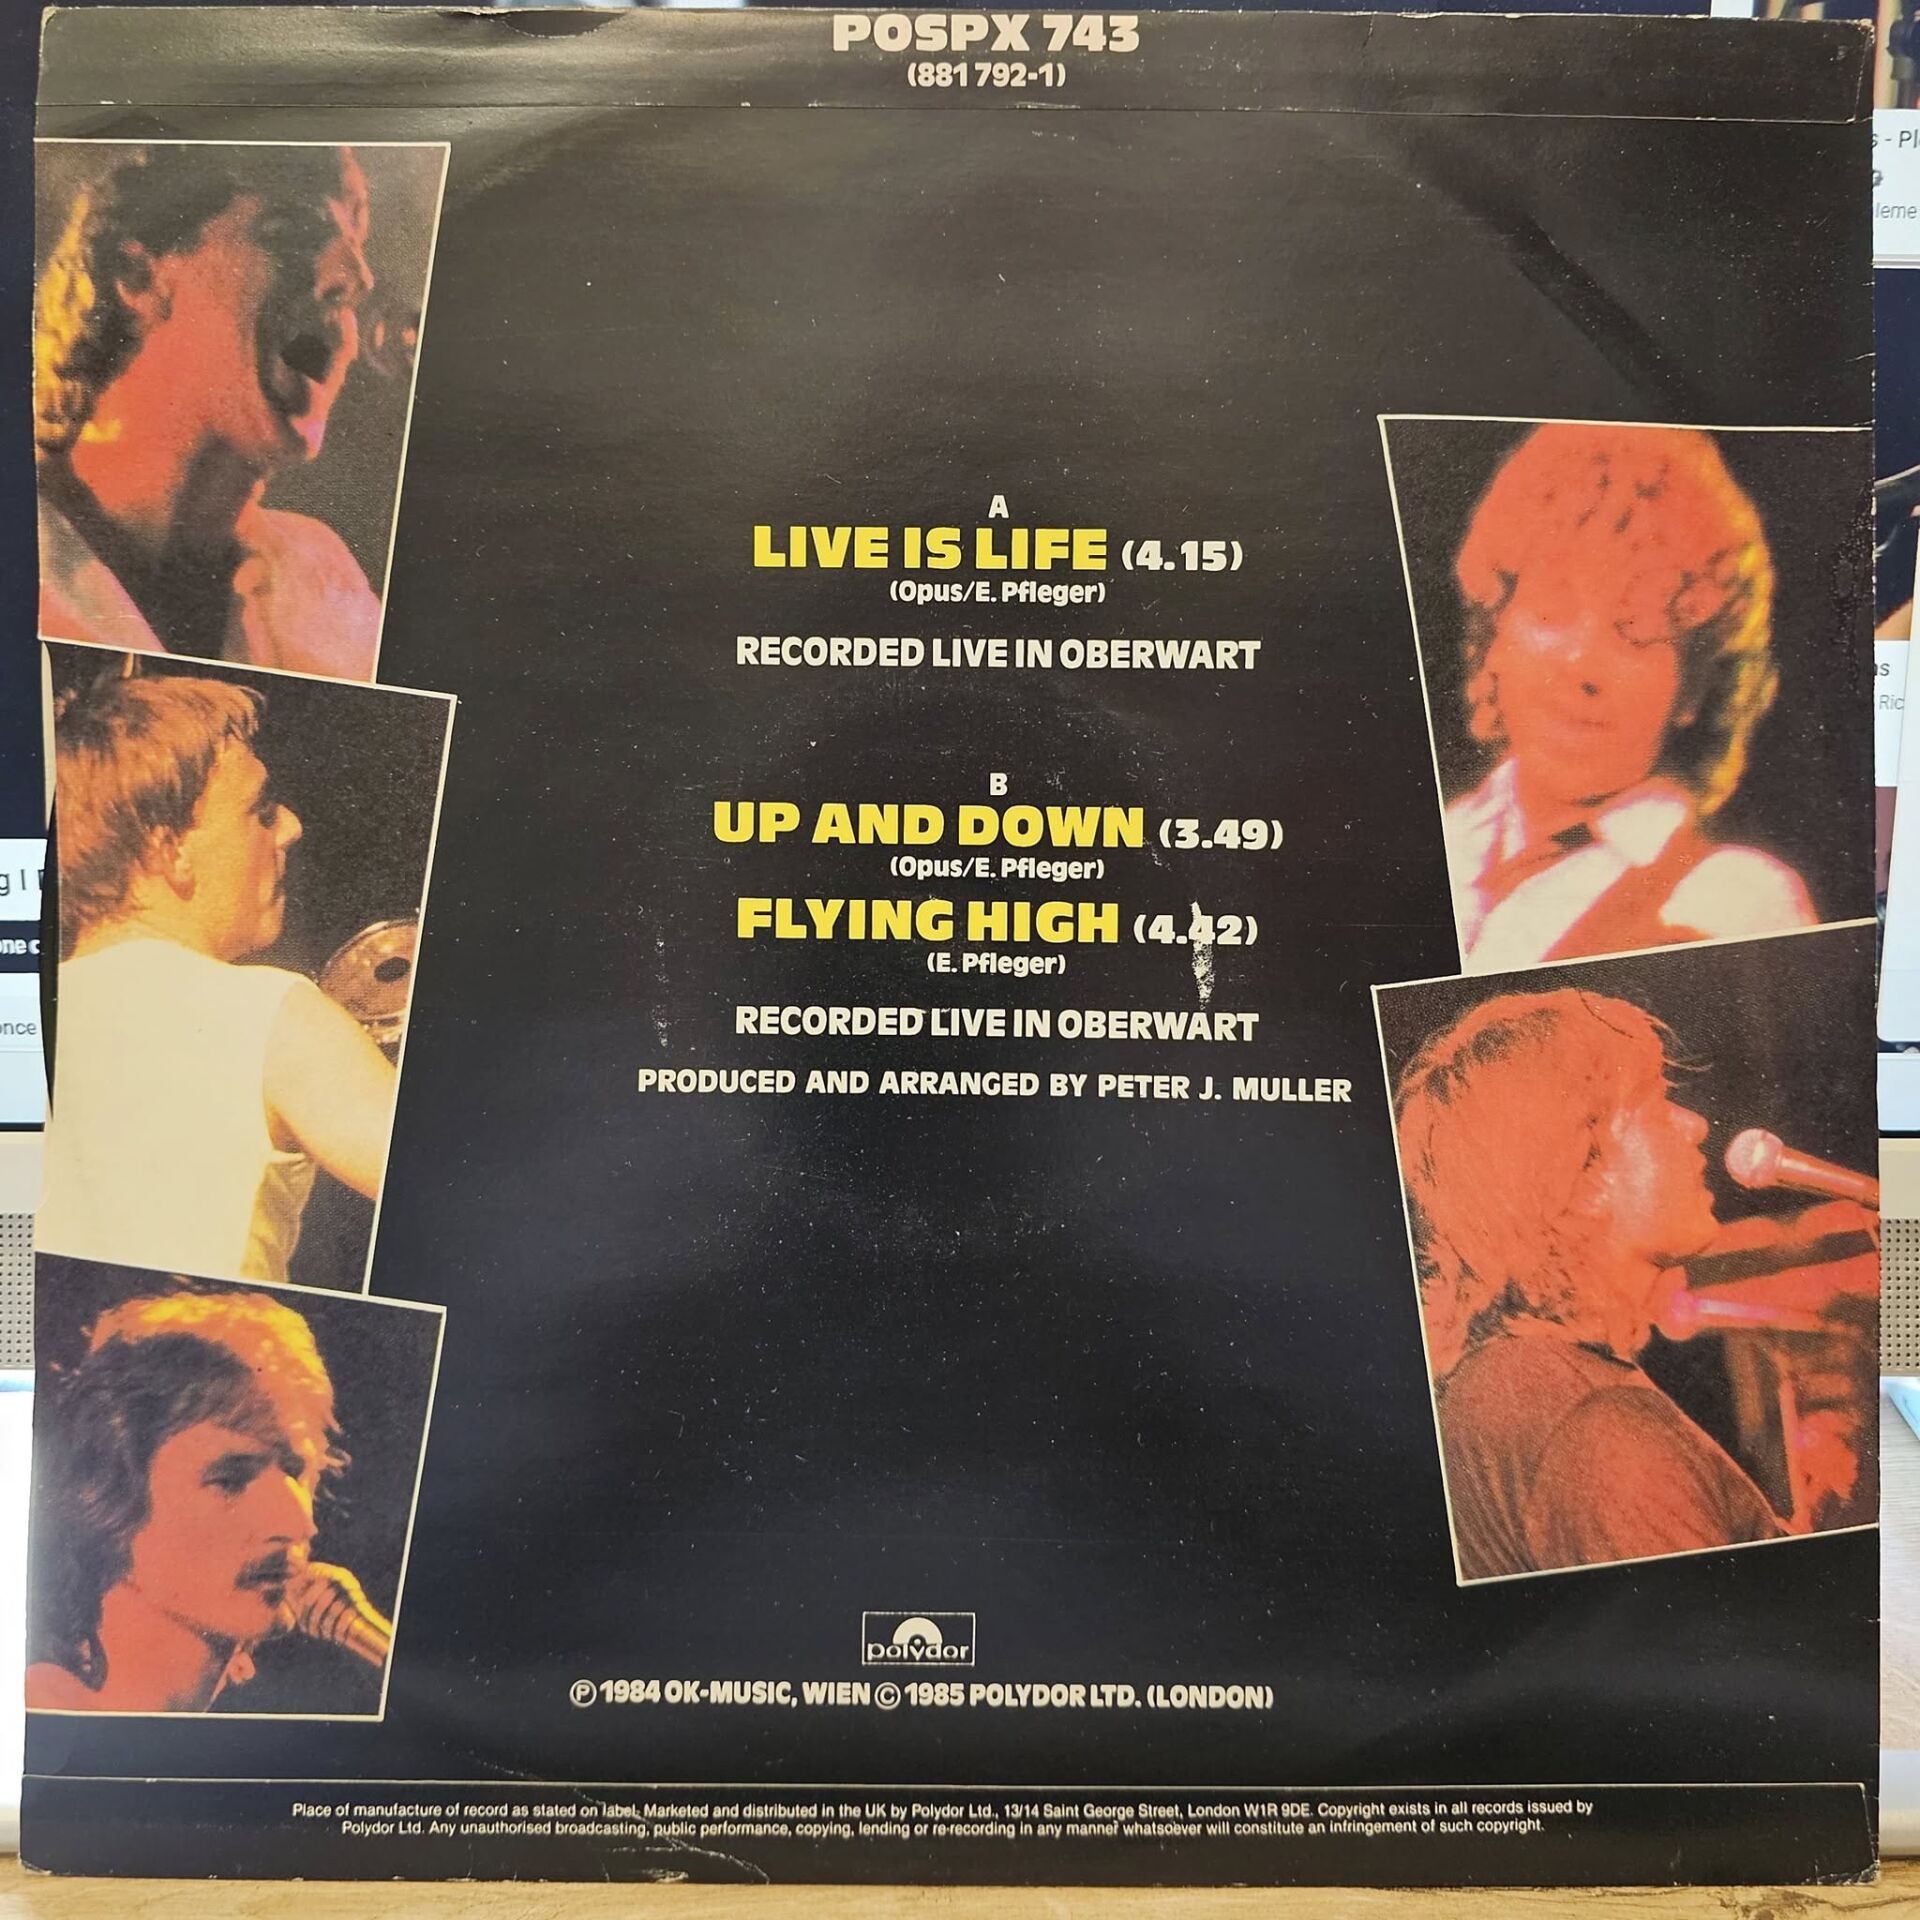 POSPX 743
(881 792-1)
A
LIVE IS LIFE (4.15)
(Opus/E. Pfleger)
RECORDED LIVE IN OBERWART
B
UP AND DOWN (3.49)
(Opus/E. Pfleger)
FLYING HIGH (4.42)
(E. Pfleger)
RECORDED LIVE IN OBERWART
PRODUCED AND ARRANGED BY PETER J. MULLER
polydor
Ⓟ 1984 OK-MUSIC, WIEN © 1985 POLYDOR LTD. (LONDON)
Place of manufacture of record as stated on label. Marketed and distributed in the UK by Polydor Ltd., 13/14 Saint George Street, London W1R 9DE. Copyright exists in all records issued by
Polydor Ltd. Any unauthorised broadcasting, public performance, copying, lending or re-recording in any manner whatsoever will constitute an infringement of such copyright.